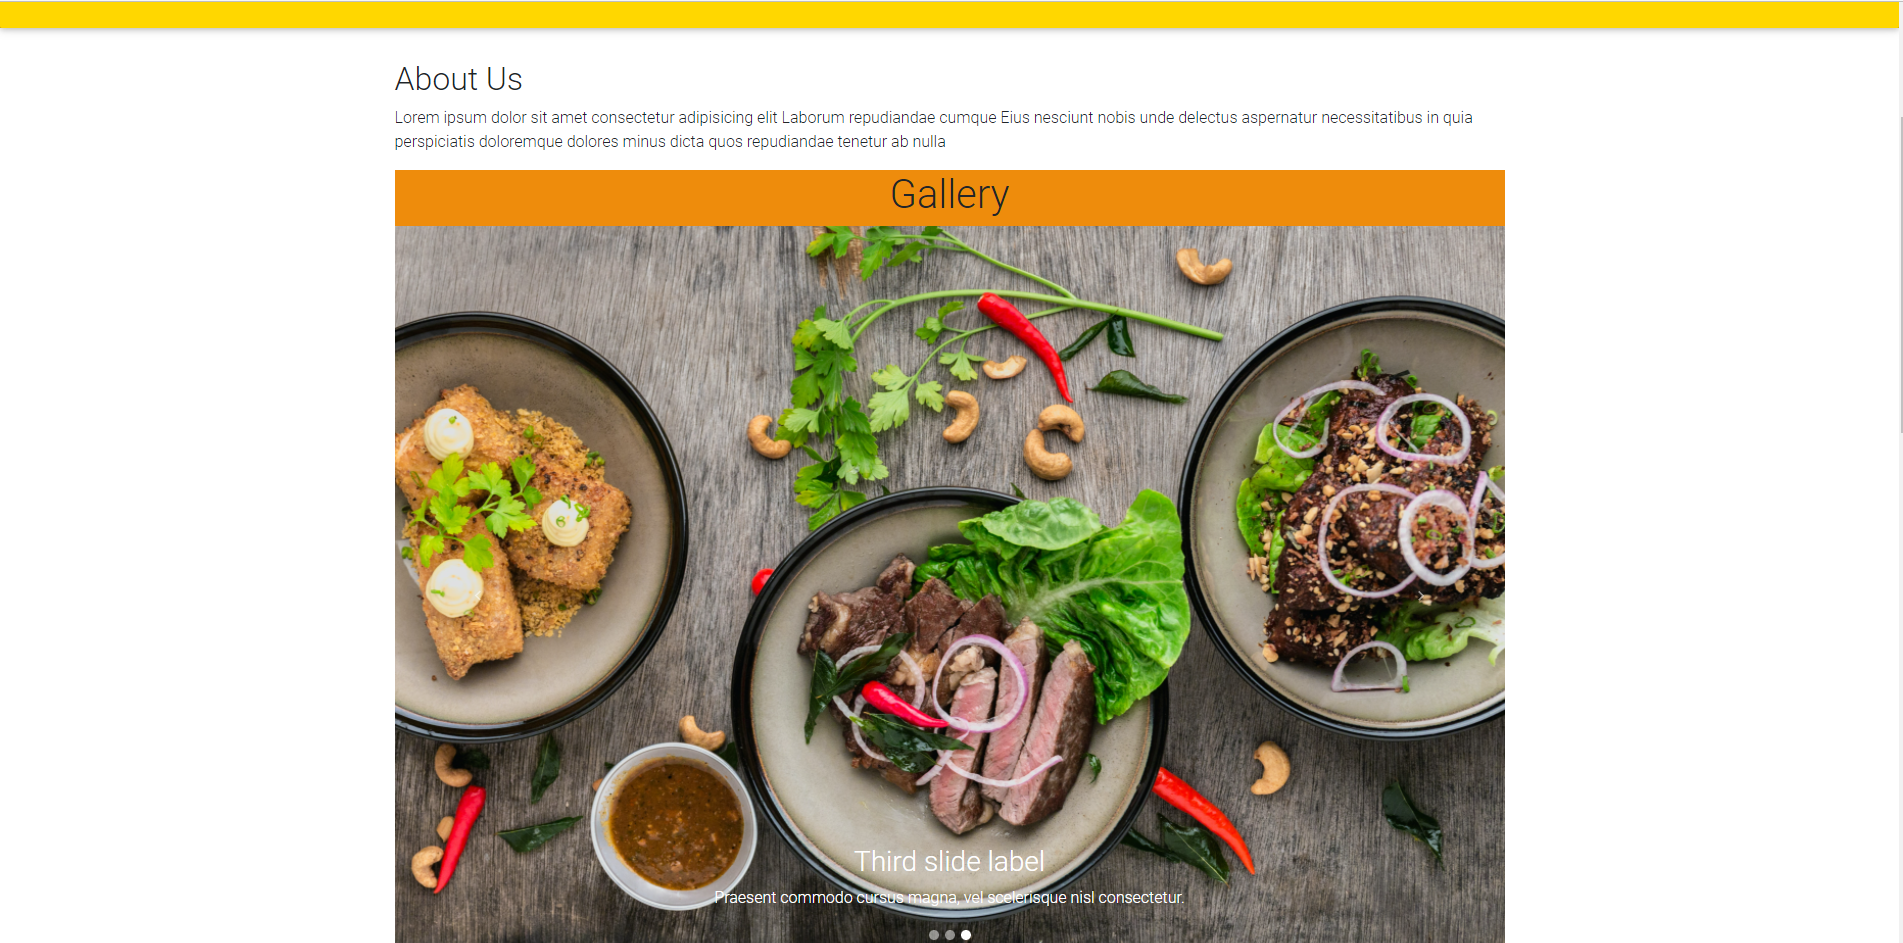 About Us
Lorem ipsum dolor sit amet consectetur adipisicing elit Laborum repudiandae cumque Eius nesciunt nobis unde delectus aspernatur necessitatibus in quia
perspiciatis doloremque dolores minus dicta quos repudiandae tenetur ab nulla
Gallery
Third slide label
Praesent commodo cursus magna, vel scelerisque nisl consectetur.